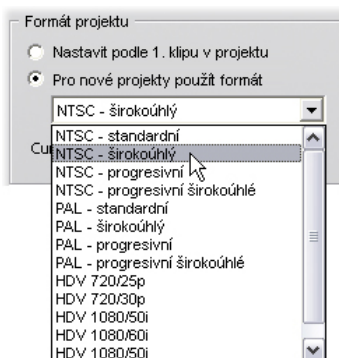 Formát projektu
Nastavit podle 1. klipu v projektu
Pro nové projekty použít formát
NTSC - širokoúhlý
Cu
NTSC - standardní
NTSC - širokoúhlý
NTSC - progresivní
NTSC - progresivní širokoúhlé
PAL - standardní
PAL - širokoúhlý
PAL - progresivní
PAL - progresivní širokoúhlé
HDV 720/25p
HDV 720/30p
HDV 1080/50i
HDV 1080/60i
HDV 1080/50i